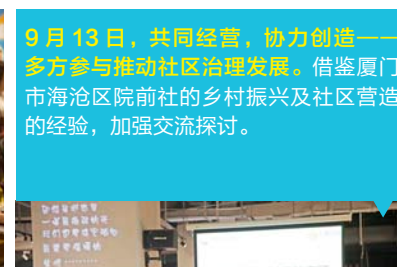 9月13日，共同经营，协力创造——
多方参与推动社区治理发展。借鉴厦门
市海沧区院前社的乡村振兴及社区营造
的经验，加强交流探讨。